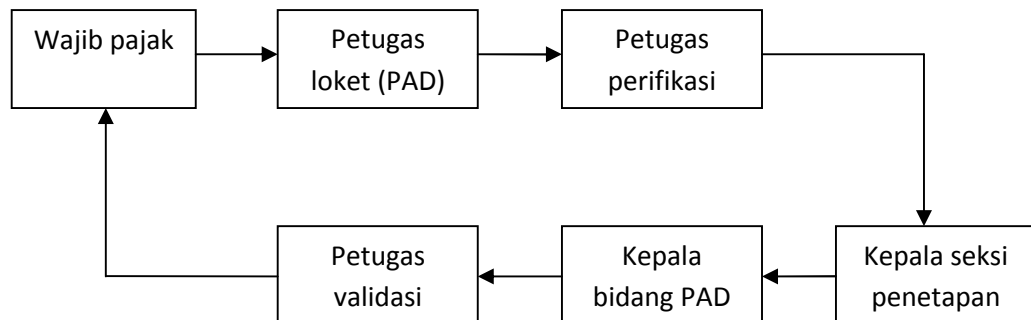 Wajib pajak
Petugas
loket (PAD)
Petugas
perifikasi
Petugas
validasi
Kepala
bidang PAD
Kepala seksi
penetapan